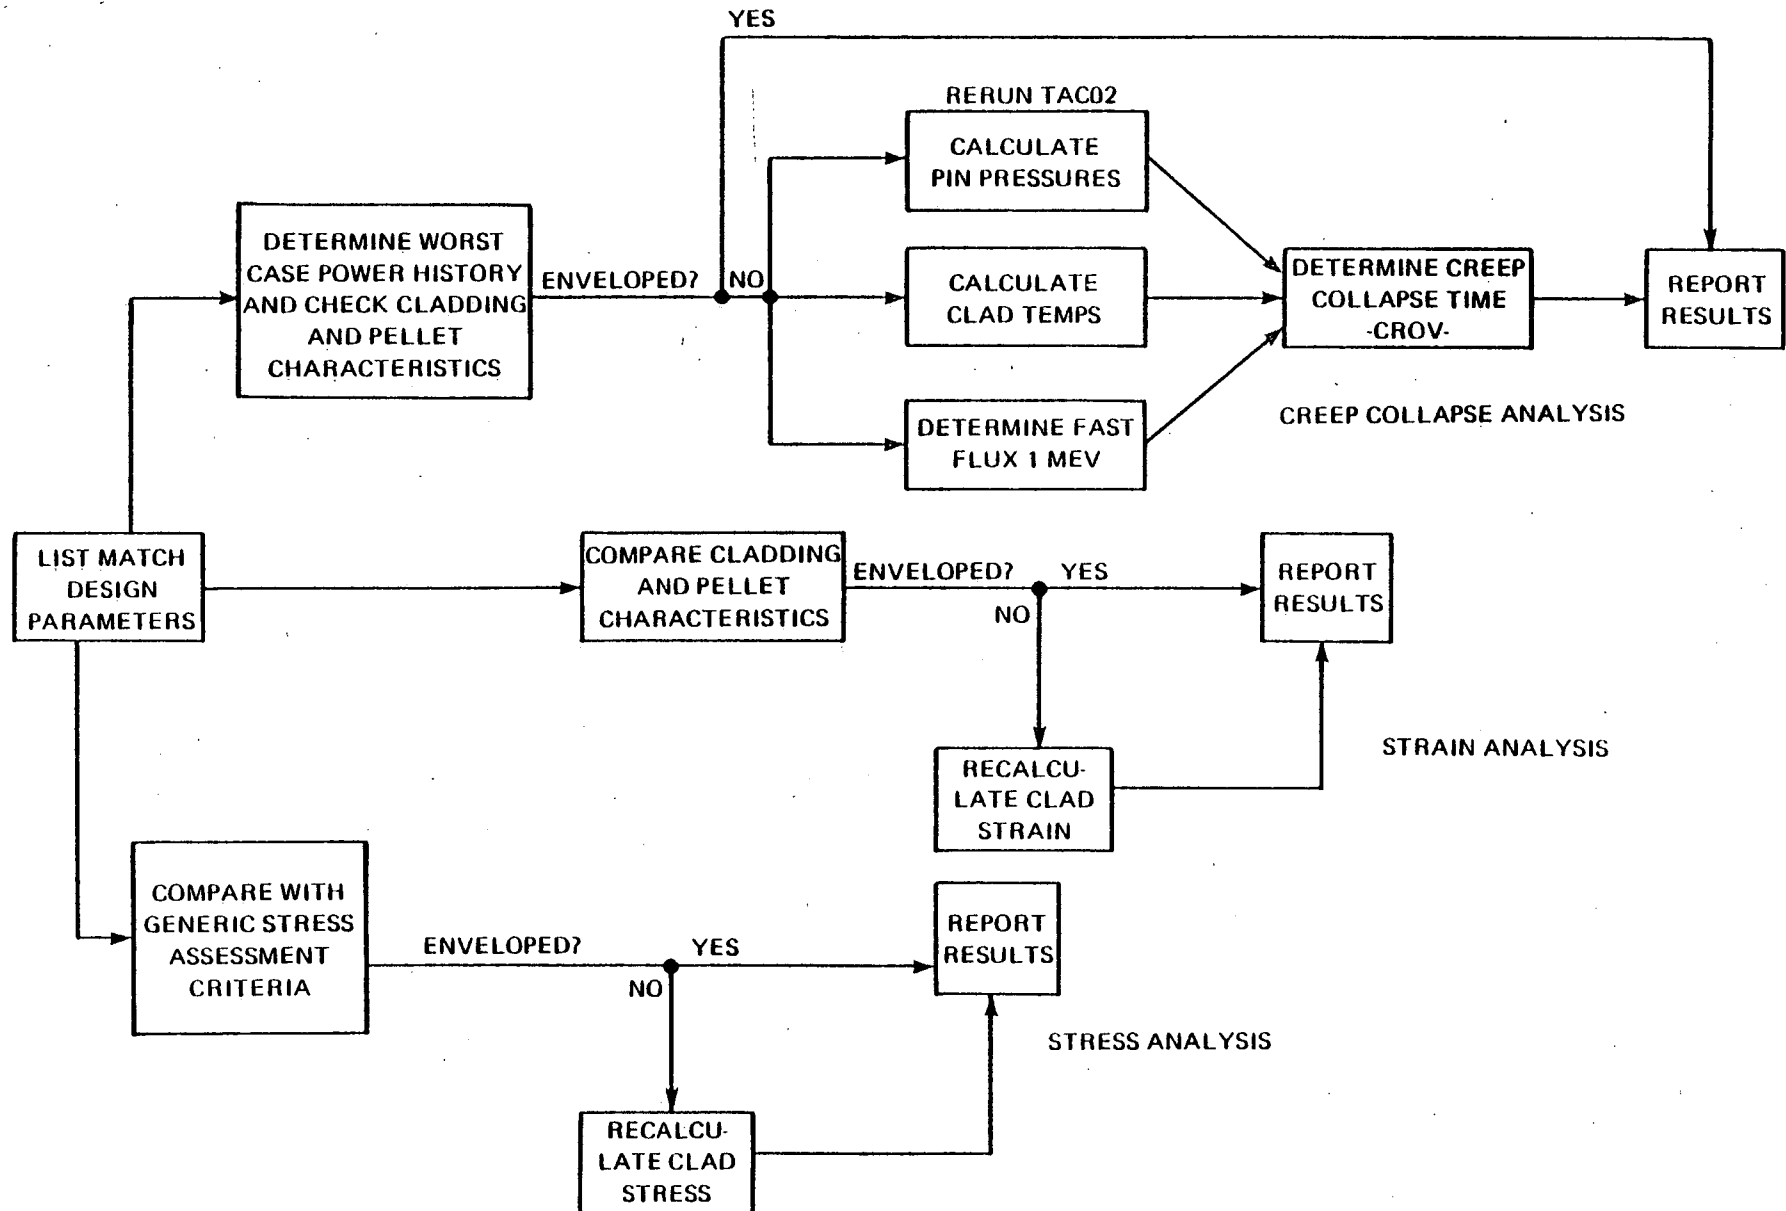 YES
RERUN TACO2
CALCULATE
PIN PRESSURES
DETERMINE WORST
CASE POWER HISTORY
AND CHECK CLADDING
AND PELLET
CHARACTERISTICS
ENVELOPED?
NO
CALCULATE
CLAD TEMPS
DETERMINE CREEP
COLLAPSE TIME
-CROV-
REPORT
RESULTS
DETERMINE FAST
FLUX 1 MEV
CREEP COLLAPSE ANALYSIS
LIST MATCH
DESIGN
PARAMETERS
COMPARE CLADDING
AND PELLET
CHARACTERISTICS
ENVELOPED?
YES
NO
REPORT
RESULTS
RECALCU-
LATE CLAD
STRAIN
STRAIN ANALYSIS
COMPARE WITH
GENERIC STRESS
ASSESSMENT
CRITERIA
ENVELOPED?
YES
NO
REPORT
RESULTS
STRESS ANALYSIS
RECALCU-
LATE CLAD
STRESS